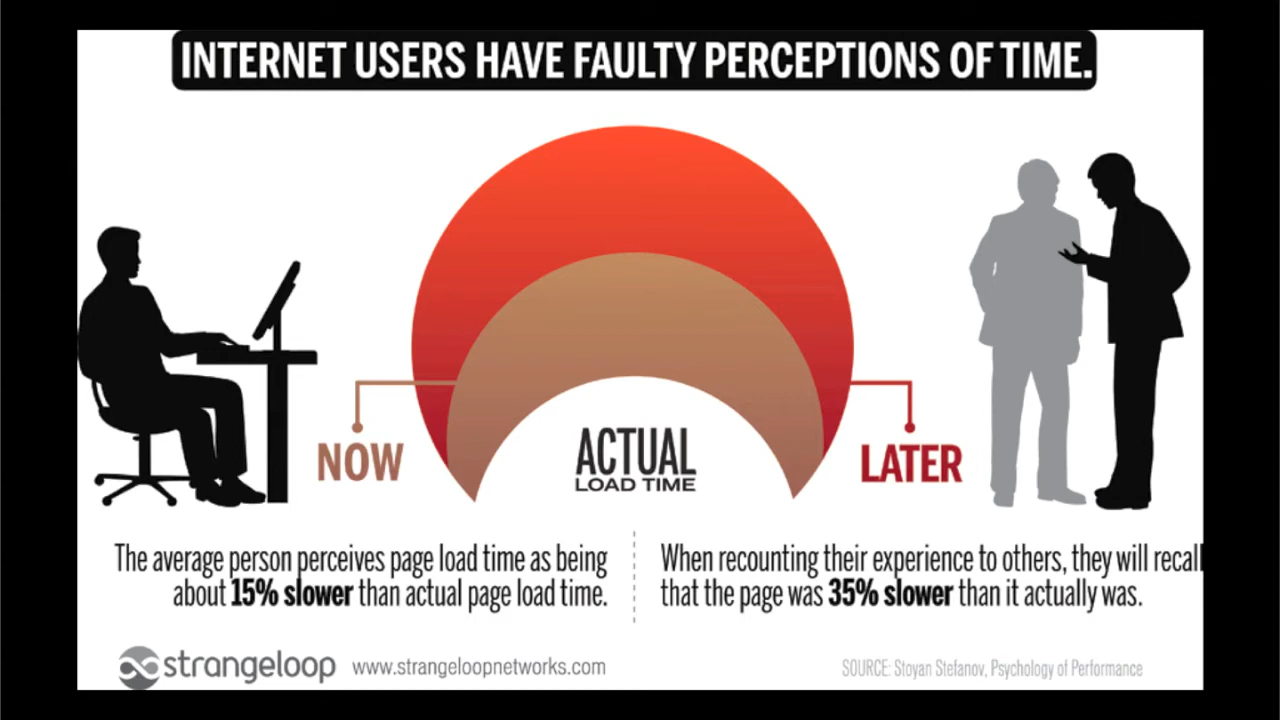 INTERNET USERS HAVE FAULTY PERCEPTIONS OF TIME.
NOW
ACTUAL
LOAD TIME
LATER
The average person perceives page load time as being
about 15% slower than actual page load time.
When recounting their experience to others, they will recall
that the page was 35% slower than it actually was.
strangeloop www.strangeloopnetworks.com
SOURCE: Stoyan Stefanov, Psychology of Performance